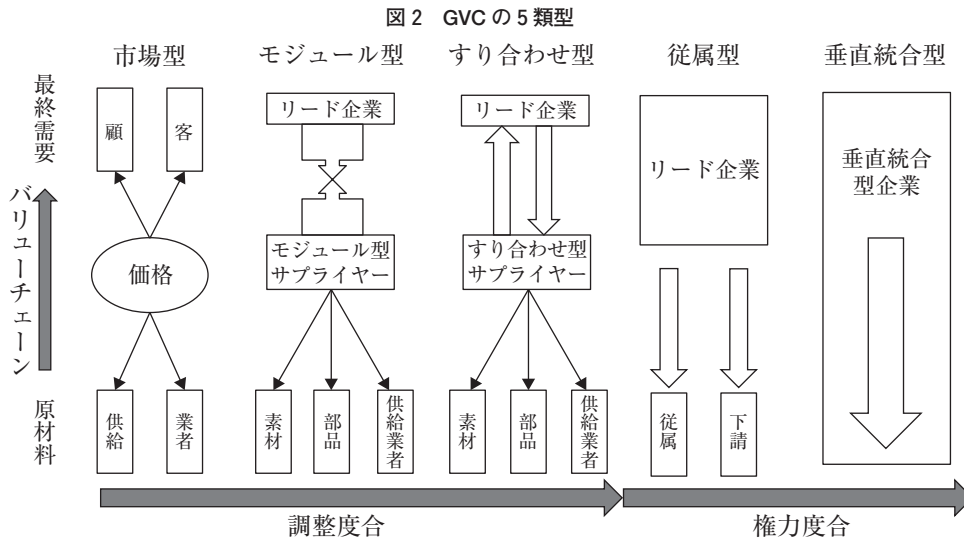 図2 GVCの5類型
市場型
モジュール型
すり合わせ型
従属型
垂直統合型
最終需要
バリューチェーン
原材料
顧
客
価格
供給
業者
リード企業
モジュール型
サプライヤー
素材
部品
供給業者
リード企業
すり合わせ型
サプライヤー
素材
部品
供給業者
リード企業
従属
下請
垂直統合
型企業
調整度合
権力度合